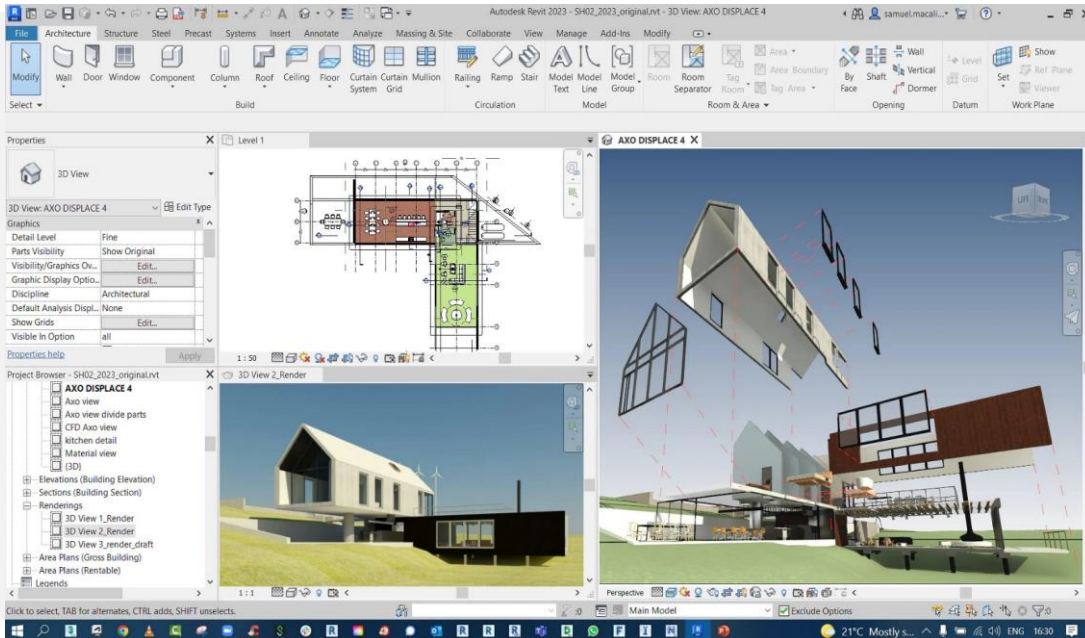 Autodesk Revit 2023 - SH02_2023_original.rvt - 3D View: AXO DISPLACE 4
samuel.macali...
File Architecture Structure Steel Precast Systems Insert Annotate Analyze Massing & Site Collaborate View Manage Add-Ins Modify
Modify
Wall Door Window Component Column Roof Ceiling Floor Curtain System Curtain Grid Mullion
Railing Ramp Stair
Model Text Model Line Model Group
Room Room Separator Tag Room
Area
Area Boundary
Tag Area
By Face Shaft
Wall
Vertical
Dormer
Level
Grid
Set
Show
Ref Plane
Viewer
Select Build Circulation Model Room & Area Opening Datum Work Plane
Properties X
3D View
3D View: AXO DISPLACE 4 Edit Type
Graphics
Detail Level Fine
Parts Visibility Show Original
Visibility/Graphics Ov... Edit...
Graphic Display Optio... Edit...
Discipline Architectural
Default Analysis Displ... None
Show Grids Edit...
Visible In Option all
Properties help Apply
Project Browser - SH02_2023_original.rvt X
AXO DISPLACE 4
Axo view
Axo view divide parts
CFD Axo view
kitchen detail
Material view
{3D}
Elevations (Building Elevation)
Sections (Building Section)
Renderings
3D View 1_Render
3D View 2_Render
3D View 3_render_draft
Area Plans (Gross Building)
Area Plans (Rentable)
Legends
Level 1
1 : 50
3D View 2_Render
1 : 1
AXO DISPLACE 4 X
LEFT
Perspective
Click to select, TAB for alternates, CTRL adds, SHIFT unselects.
:0
Main Model
Exclude Options
:0
21°C Mostly s... ENG 16:30